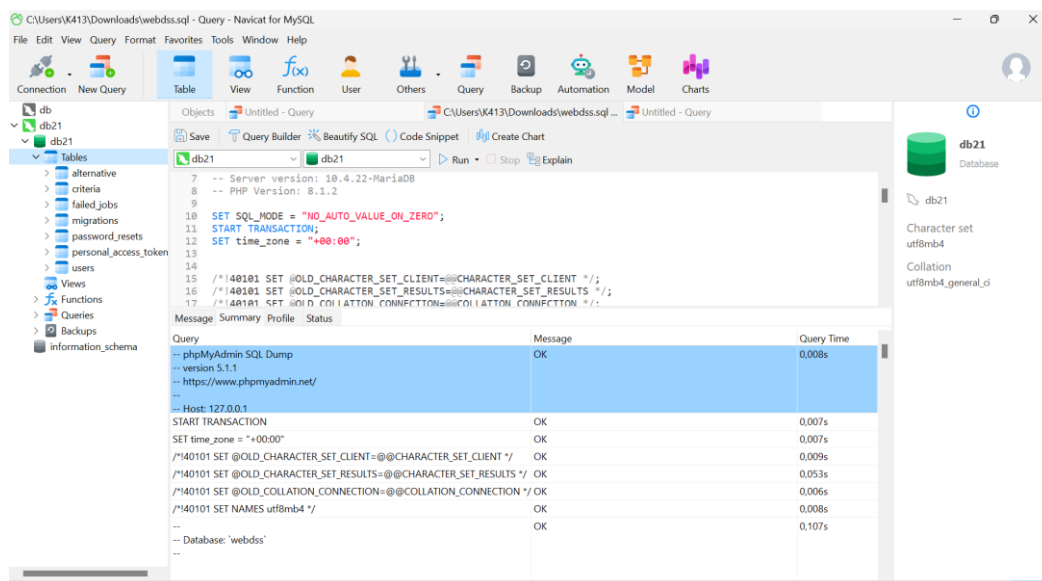 C:\Users\K413\Downloads\webdss.sql - Query - Navicat for MySQL
File Edit View Query Format Favorites Tools Window Help
Connection New Query Table View Function User Others Query Backup Automation Model Charts
db
db21
db21
Tables
alternative
criteria
failed_jobs
migrations
password_resets
personal_access_token
users
Views
Functions
Queries
Backups
information_schema
Objects Untitled - Query C:\Users\K413\Downloads\webdss.sql ... Untitled - Query
Save Query Builder Beautify SQL Code Snippet Create Chart
db21 db21 Run Stop Explain
7 -- Server version: 10.4.22-MariaDB
8 -- PHP Version: 8.1.2
9
10 SET SQL_MODE = "NO_AUTO_VALUE_ON_ZERO";
11 START TRANSACTION;
12 SET time_zone = "+00:00";
13
14
15 /*!40101 SET @OLD_CHARACTER_SET_CLIENT=@@CHARACTER_SET_CLIENT */;
16 /*!40101 SET @OLD_CHARACTER_SET_RESULTS=@@CHARACTER_SET_RESULTS */;
17 /*!40101 SET @OLD_COLLATION_CONNECTION=@@COLLATION_CONNECTION */;
Message Summary Profile Status
Query Message Query Time
-- phpMyAdmin SQL Dump OK 0,008s
-- version 5.1.1
-- https://www.phpmyadmin.net/
--
-- Host: 127.0.0.1
START TRANSACTION OK 0,007s
SET time_zone = "+00:00" OK 0,007s
/*!40101 SET @OLD_CHARACTER_SET_CLIENT=@@CHARACTER_SET_CLIENT */ OK 0,009s
/*!40101 SET @OLD_CHARACTER_SET_RESULTS=@@CHARACTER_SET_RESULTS */ OK 0,053s
/*!40101 SET @OLD_COLLATION_CONNECTION=@@COLLATION_CONNECTION */ OK 0,006s
/*!40101 SET NAMES utf8mb4 */ OK 0,008s
-- OK 0,107s
-- Database: `webdss`
--
db21
Database
db21
Character set
utf8mb4
Collation
utf8mb4_general_ci